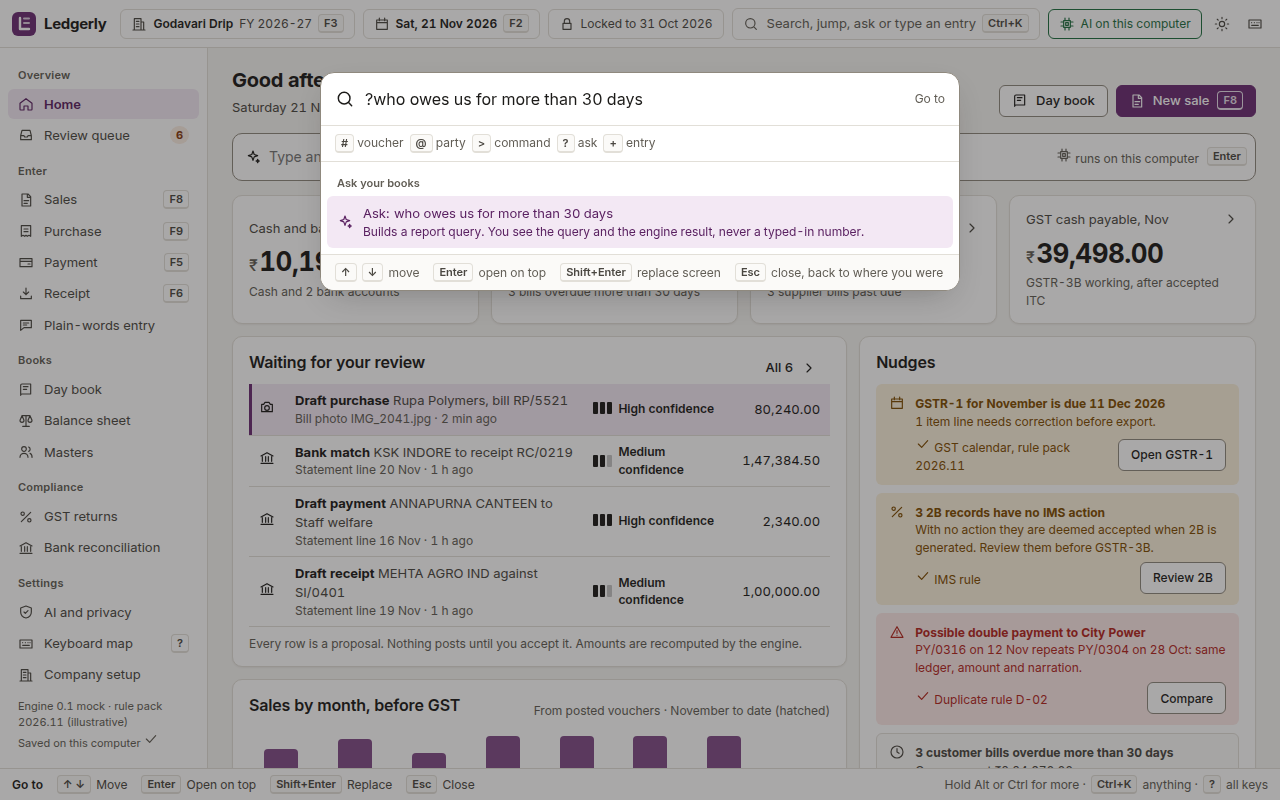 Ledgerly
Godavari Drip FY 2026-27 F3
Sat, 21 Nov 2026 F2
Locked to 31 Oct 2026
Search, jump, ask or type an entry Ctrl+K
AI on this computer
Overview
Home
Review queue 6
Enter
Sales F8
Purchase F9
Payment F5
Receipt F6
Plain-words entry
Books
Day book
Balance sheet
Masters
Compliance
GST returns
Bank reconciliation
Settings
AI and privacy
Keyboard map ?
Company setup
Engine 0.1 mock · rule pack
2026.11 (illustrative)
Saved on this computer
Good afte
Saturday 21 N
Day book
New sale F8
?who owes us for more than 30 days
Go to
# voucher @ party > command ? ask + entry
Ask your books
Ask: who owes us for more than 30 days
Builds a report query. You see the query and the engine result, never a typed-in number.
↑ ↓ move Enter open on top Shift+Enter replace screen Esc close, back to where you were
Type an
runs on this computer Enter
Cash and ba
₹10,19
Cash and 2 bank accounts
3 bills overdue more than 30 days
3 supplier bills past due
GST cash payable, Nov
₹39,498.00
GSTR-3B working, after accepted
ITC
Waiting for your review
All 6
Draft purchase Rupa Polymers, bill RP/5521
Bill photo IMG_2041.jpg · 2 min ago
High confidence
80,240.00
Bank match KSK INDORE to receipt RC/0219
Statement line 20 Nov · 1 h ago
Medium
confidence
1,47,384.50
Draft payment ANNAPURNA CANTEEN to
Staff welfare
Statement line 16 Nov · 1 h ago
High confidence
2,340.00
Draft receipt MEHTA AGRO IND against
SI/0401
Statement line 19 Nov · 1 h ago
Medium
confidence
1,00,000.00
Every row is a proposal. Nothing posts until you accept it. Amounts are recomputed by the engine.
Sales by month, before GST
From posted vouchers · November to date (hatched)
Nudges
GSTR-1 for November is due 11 Dec 2026
1 item line needs correction before export.
GST calendar, rule pack
2026.11
Open GSTR-1
3 2B records have no IMS action
With no action they are deemed accepted when 2B is
generated. Review them before GSTR-3B.
IMS rule
Review 2B
Possible double payment to City Power
PY/0316 on 12 Nov repeats PY/0304 on 28 Oct: same
ledger, amount and narration.
Duplicate rule D-02
Compare
3 customer bills overdue more than 30 days
Go to ↑↓ Move Enter Open on top Shift+Enter Replace Esc Close
Hold Alt or Ctrl for more · Ctrl+K anything · ? all keys